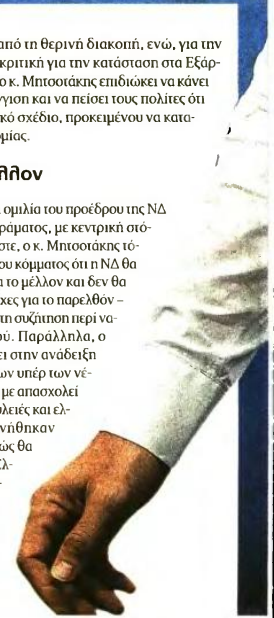 από τη θερινή διακοπή, ενώ, για την
κριτική για την κατάσταση στα Εξάρ-
ο κ. Μητσοτάκης επιδιώκει να κάνει
γιση και να πείσει τους πολίτες ότι
κό σχέδιο, προκειμένου να κατα-
ομίας.
λλον
ομιλία του προέδρου της ΝΔ
ράματος, με κεντρική στό-
στε, ο κ. Μητσοτάκης τό-
ου κόμματος ότι η ΝΔ θα
α το μέλλον και δεν θα
χες για το παρελθόν –
τη συζήτηση περί να-
ού. Παράλληλα, ο
ει στην ανάδειξη
ων υπέρ των νέ-
με απασχολεί
υλειές και ελ-
νήθηκαν
ώς θα